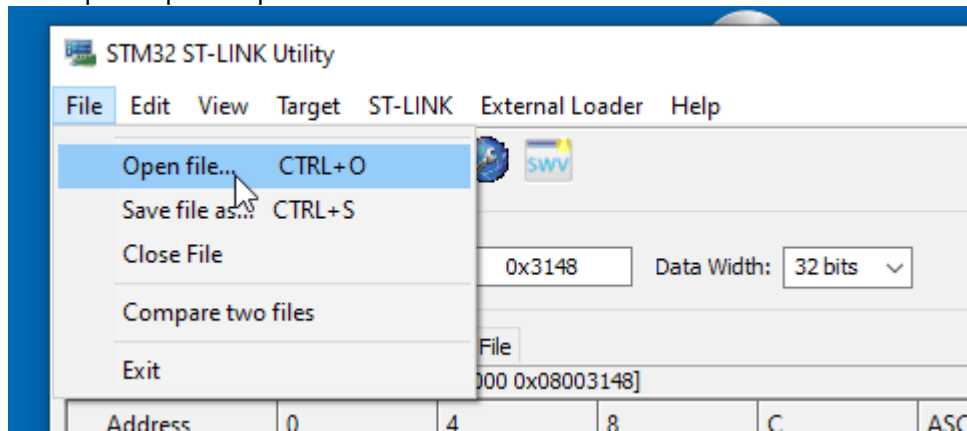 STM32 ST-LINK Utility
File Edit View Target ST-LINK External Loader Help
Open file... CTRL+O
SWV
Save file as... CTRL+S
Close File
0x3148 Data Width: 32 bits
Compare two files
File
Exit
000 0x08003148]
Address 0 4 8 C ASC